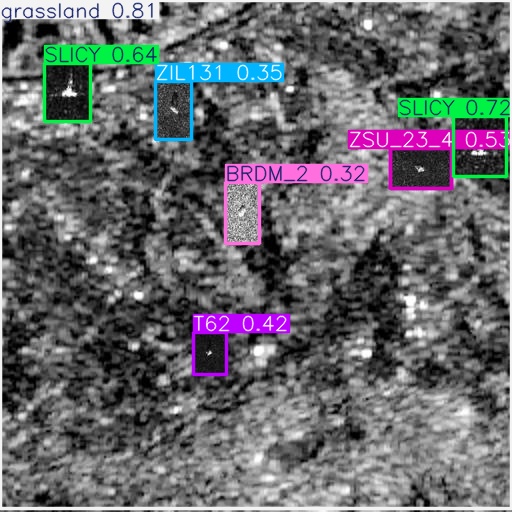 grassland 0.81
SLICY 0.64
ZIL131 0.35
SLICY 0.72
ZSU_23_4 0.53
BRDM_2 0.32
T62 0.42